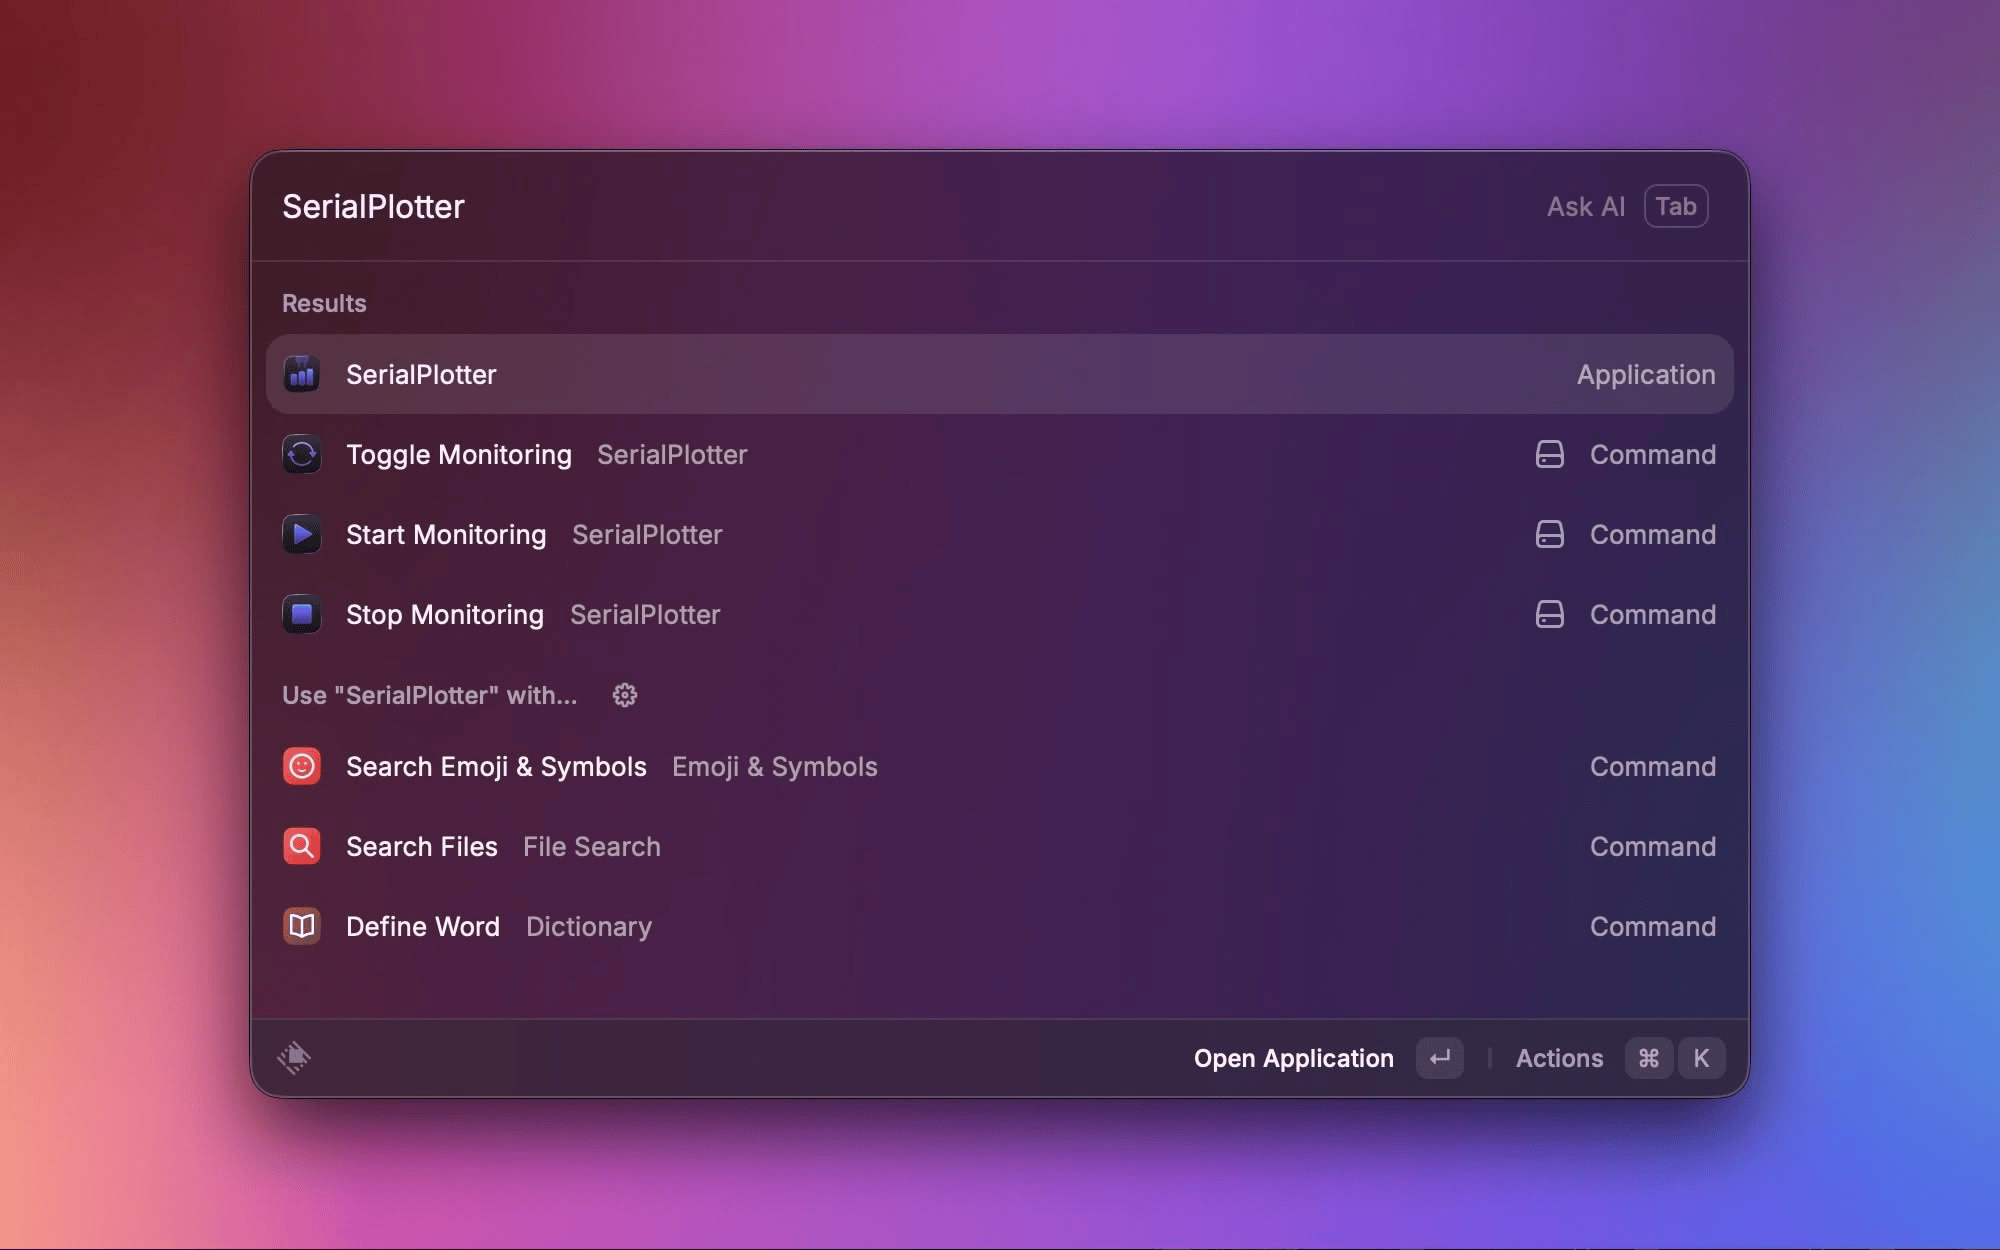 SerialPlotter Ask AI Tab
Results
SerialPlotter Application
Toggle Monitoring SerialPlotter Command
Start Monitoring SerialPlotter Command
Stop Monitoring SerialPlotter Command
Use "SerialPlotter" with...
Search Emoji & Symbols Emoji & Symbols Command
Search Files File Search Command
Define Word Dictionary Command
Open Application ↵ Actions ⌘ K